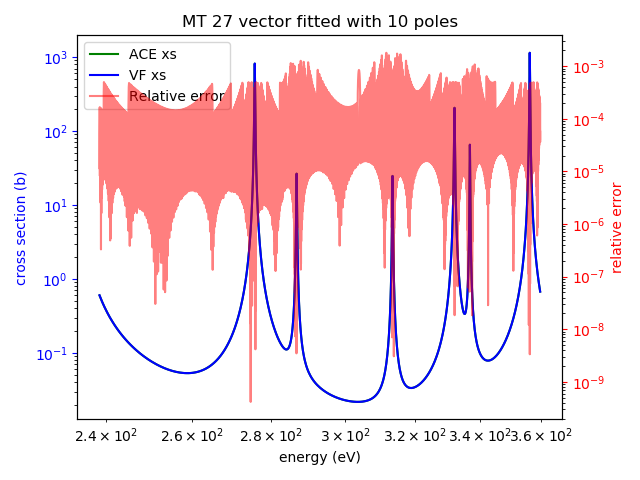 MT 27 vector fitted with 10 poles
ACE xs
VF xs
Relative error
cross section (b)
10³
10²
10¹
10⁰
10⁻¹
relative error
10⁻³
10⁻⁴
10⁻⁵
10⁻⁶
10⁻⁷
10⁻⁸
10⁻⁹
2.4 × 10² 2.6 × 10² 2.8 × 10² 3 × 10² 3.2 × 10² 3.4 × 10² 3.6 × 10²
energy (eV)